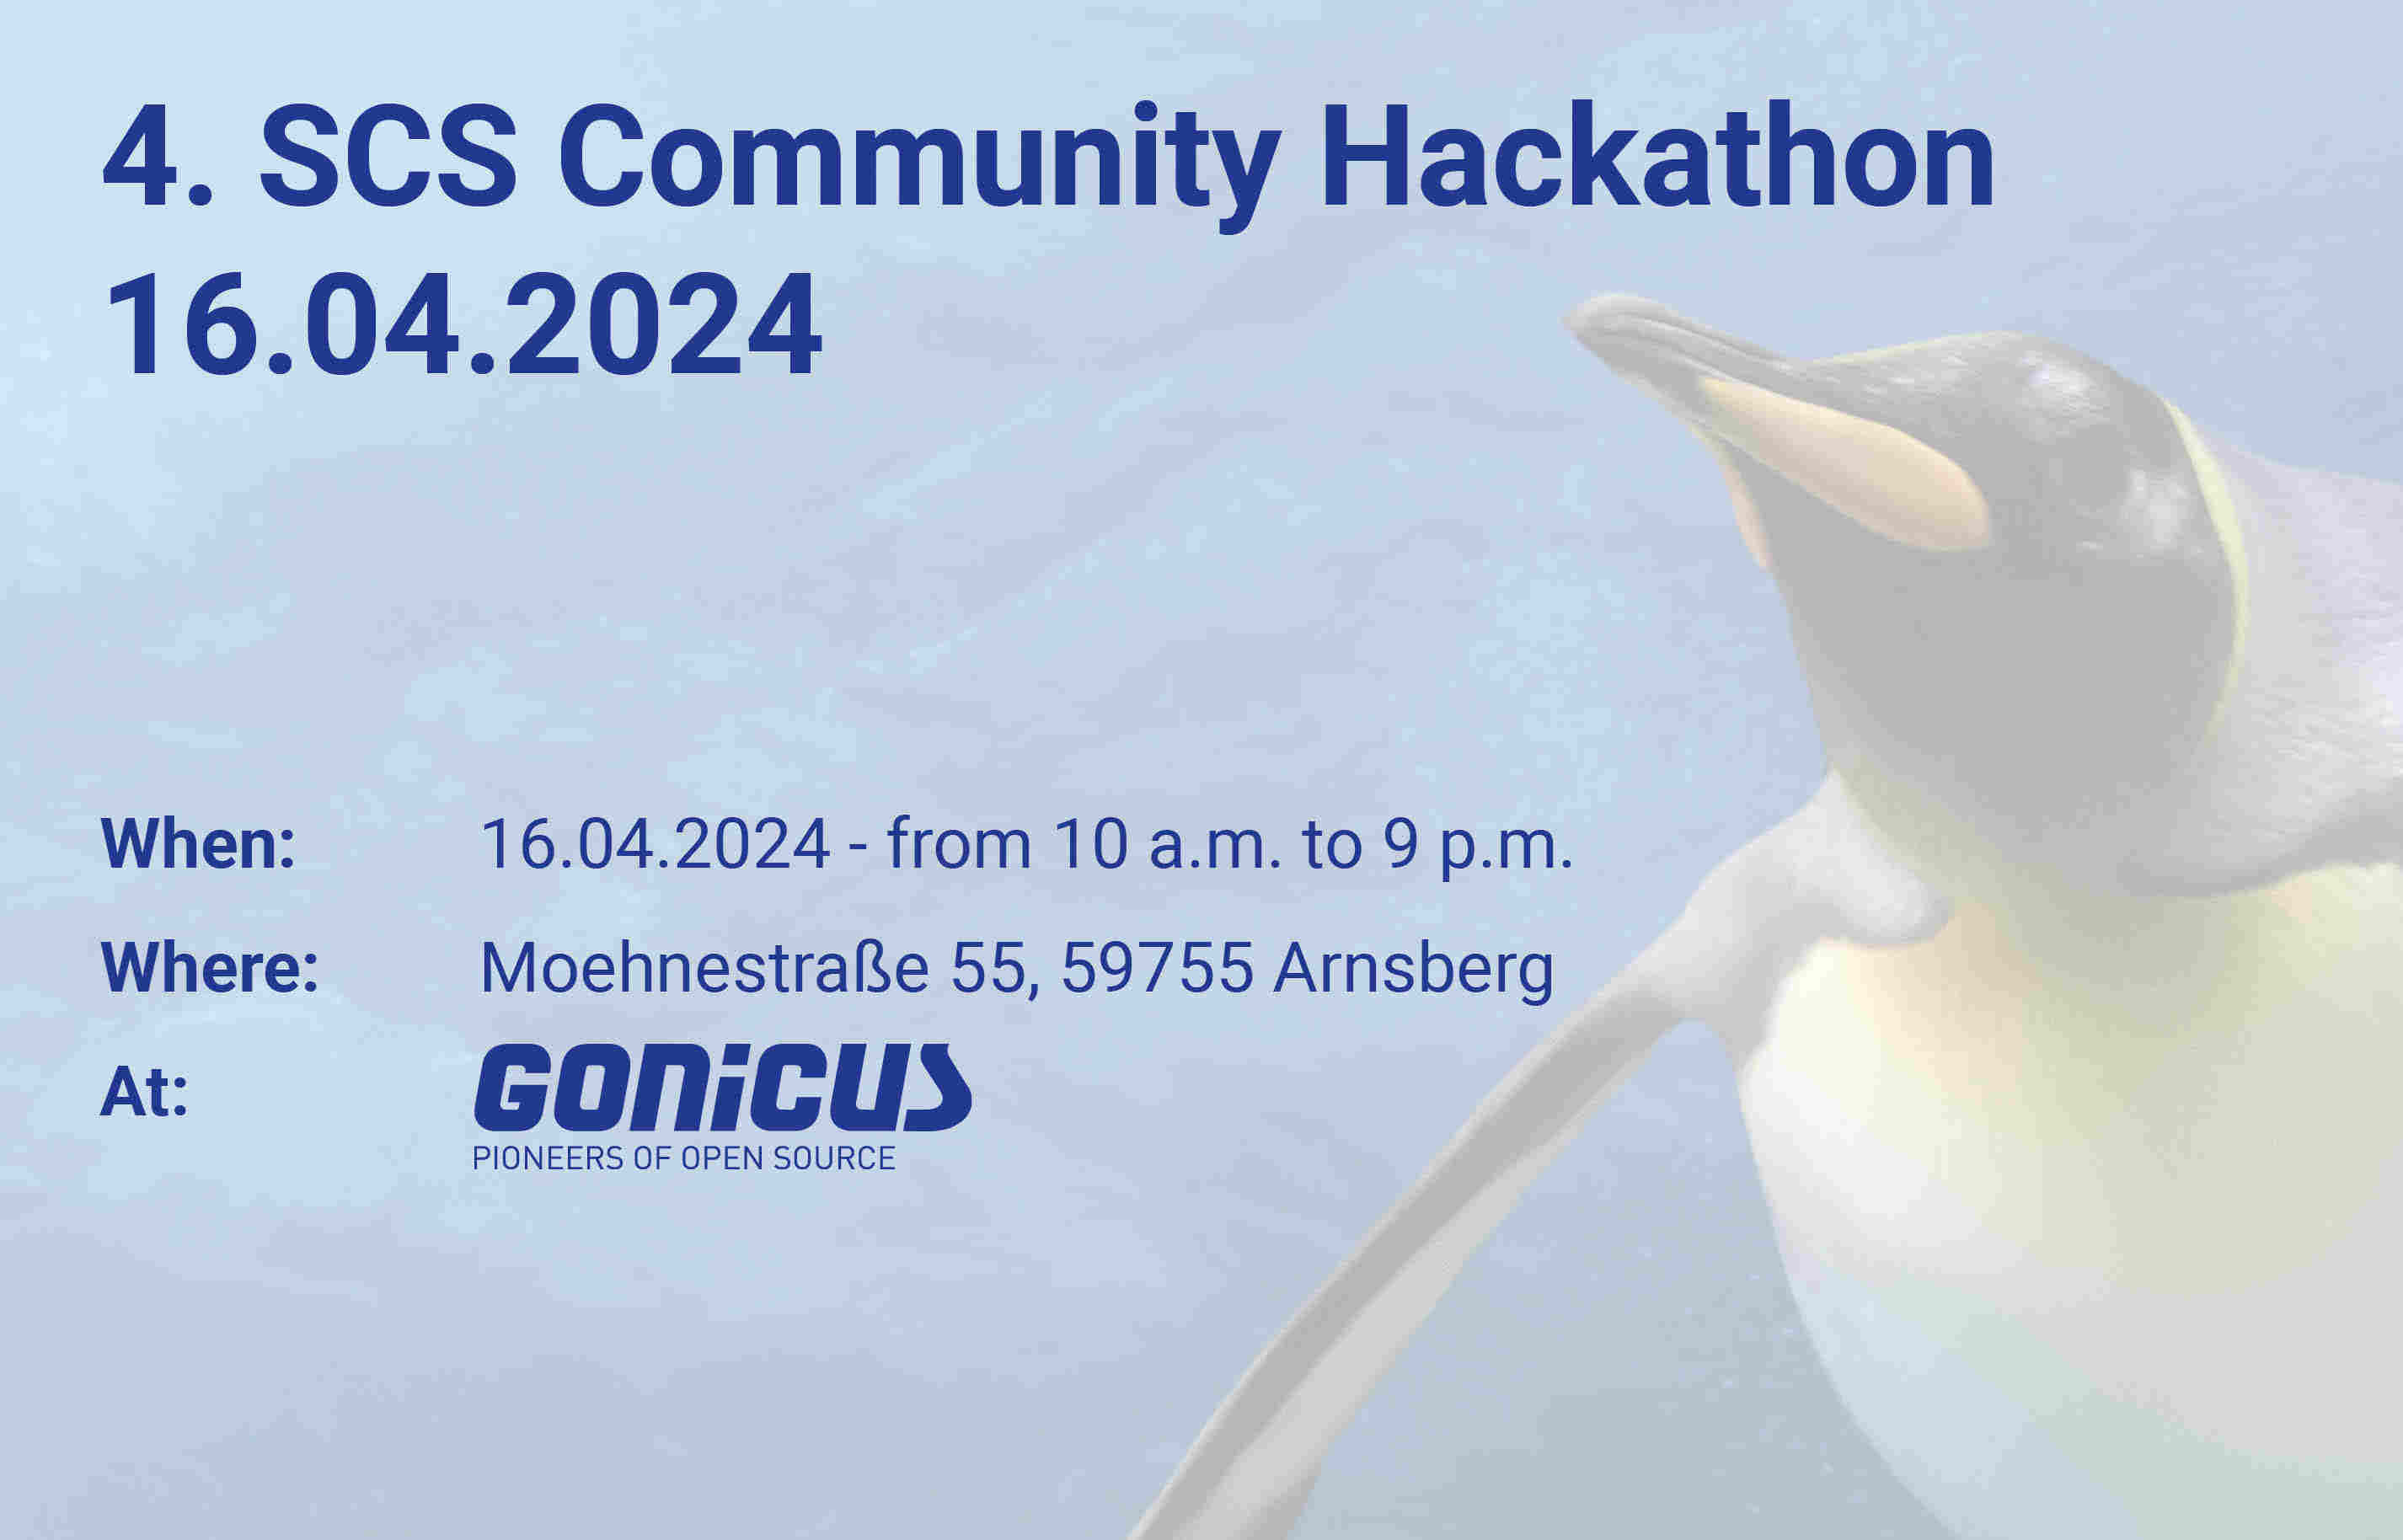 4. SCS Community Hackathon
16.04.2024
When: 16.04.2024 - from 10 a.m. to 9 p.m.
Where: Moehnestraße 55, 59755 Arnsberg
At: GONICUS
PIONEERS OF OPEN SOURCE